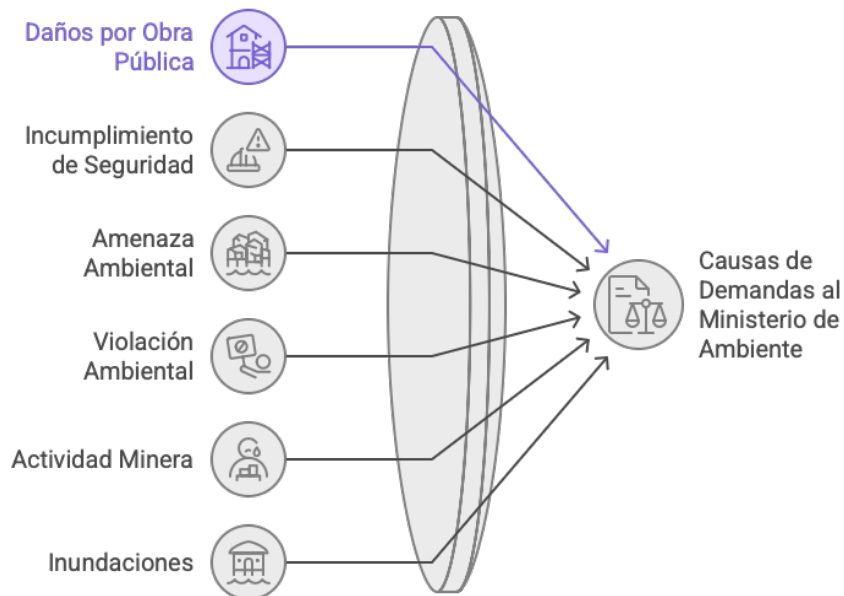 Daños por Obra
Pública
Incumplimiento
de Seguridad
Amenaza
Ambiental
Violación
Ambiental
Actividad Minera
Inundaciones
Causas de
Demandas al
Ministerio de
Ambiente